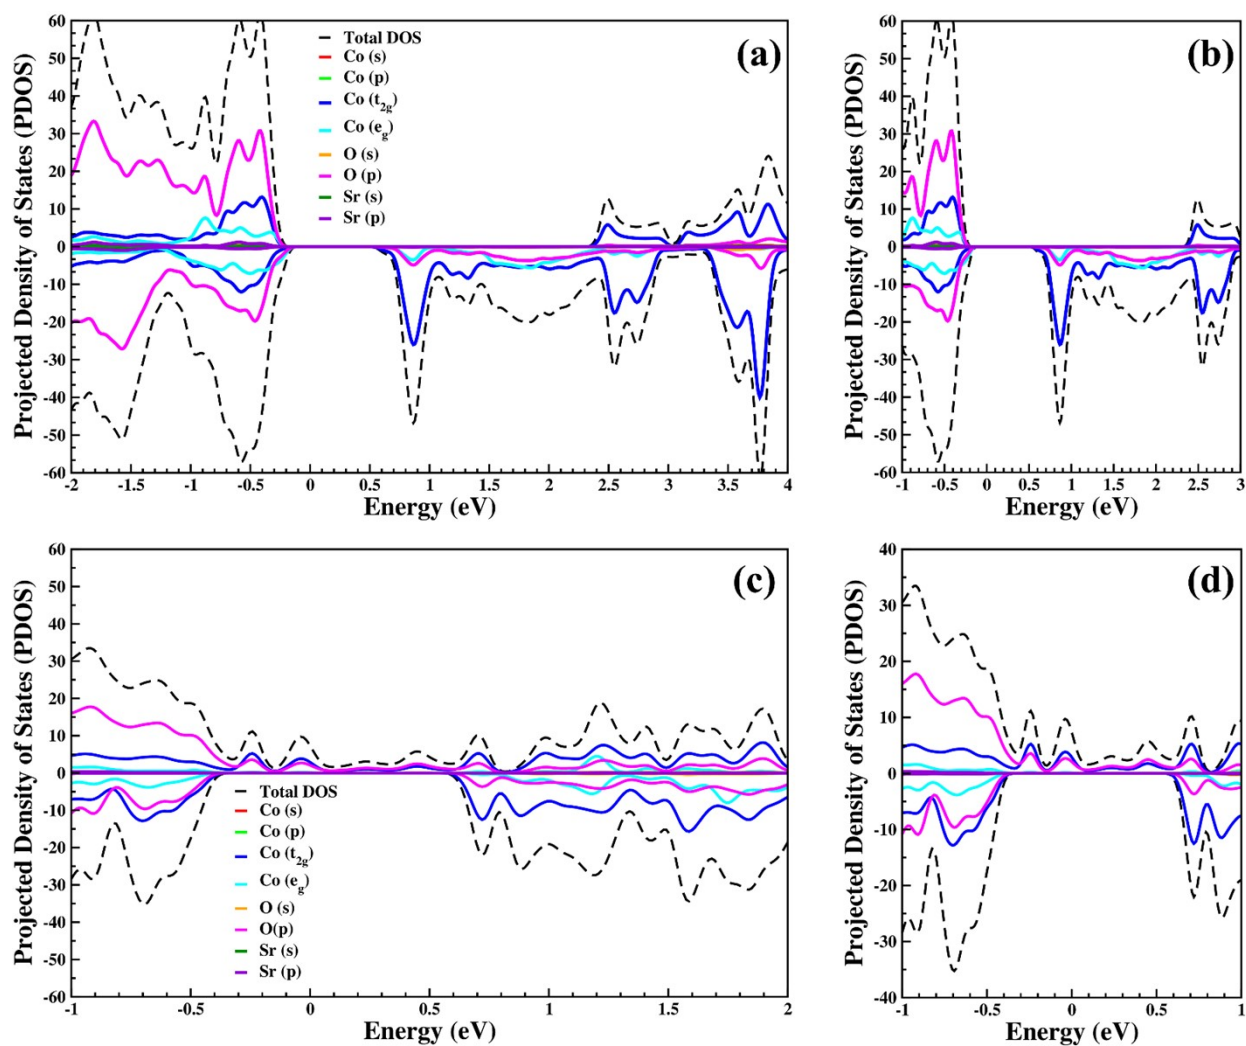 (a)
Projected Density of States (PDOS)
60
50
40
30
20
10
0
-10
-20
-30
-40
-50
-60
Total DOS
Co (s)
Co (p)
Co (t2g)
Co (eg)
O (s)
O (p)
Sr (s)
Sr (p)
-2 -1.5 -1 -0.5 0 0.5 1 1.5 2 2.5 3 3.5 4
Energy (eV)
(b)
Projected Density of States (PDOS)
60
50
40
30
20
10
0
-10
-20
-30
-40
-50
-60
-1 -0.5 0 0.5 1 1.5 2 2.5 3
Energy (eV)
(c)
Projected Density of States (PDOS)
60
50
40
30
20
10
0
-10
-20
-30
-40
-50
-60
Total DOS
Co (s)
Co (p)
Co (t2g)
Co (eg)
O (s)
O(p)
Sr (s)
Sr (p)
-1 -0.5 0 0.5 1 1.5 2
Energy (eV)
(d)
Projected Density of States (PDOS)
40
30
20
10
0
-10
-20
-30
-40
-1 -0.5 0 0.5 1
Energy (eV)